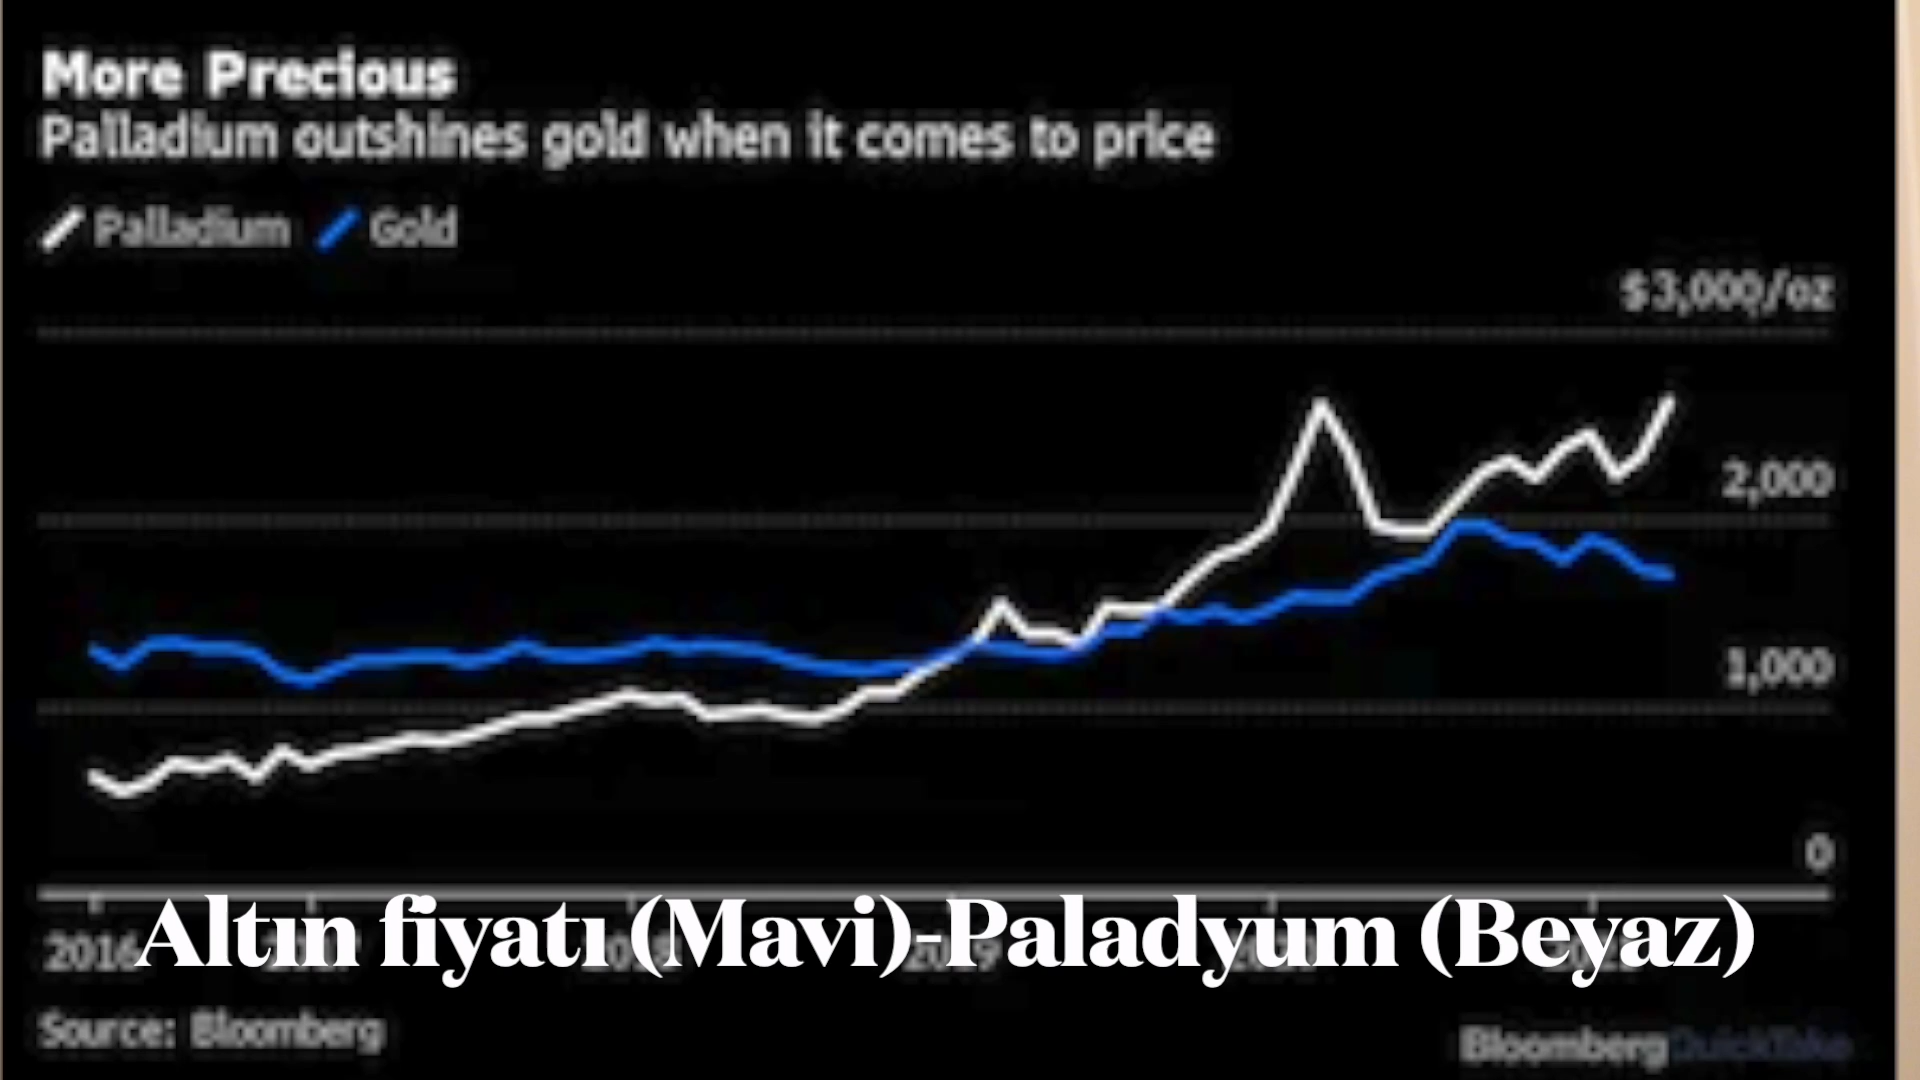 More Precious
Palladium outshines gold when it comes to price
Palladium Gold
$3,000/oz
2,000
1,000
0
2016
Altın fiyatı (Mavi)-Paladyum (Beyaz)
Source: Bloomberg
Bloomberg QuickTake